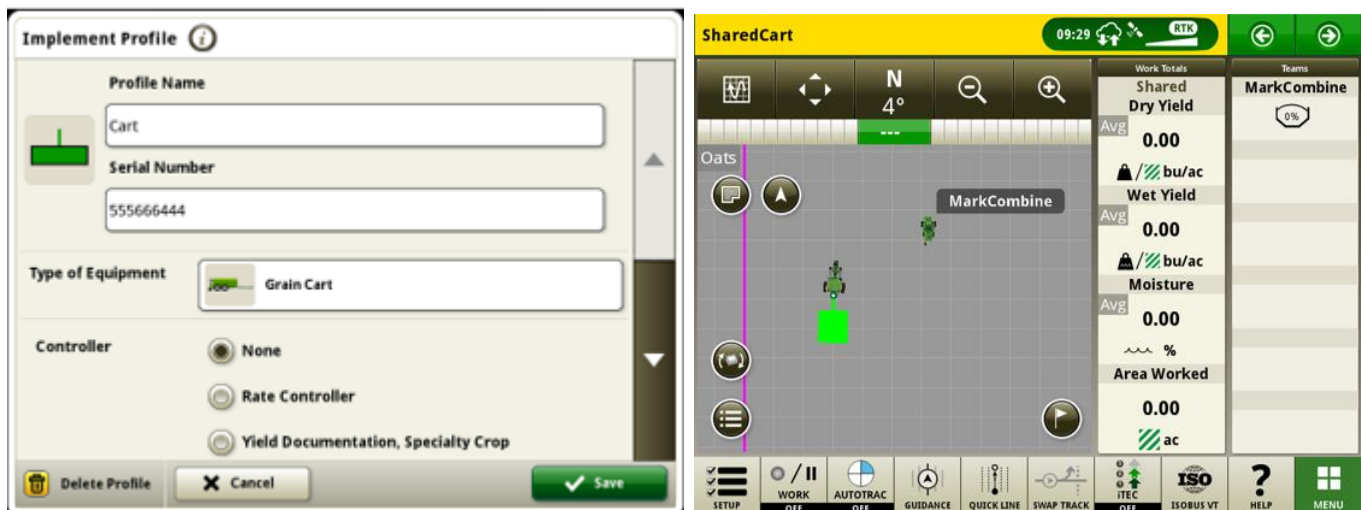 Implement Profile
Profile Name
Cart
Serial Number
555666444
Type of Equipment
Grain Cart
Controller
None
Rate Controller
Yield Documentation, Specialty Crop
Delete Profile
Cancel
Save
SharedCart
09:29
RTK
N
4°
---
Oats
MarkCombine
Work Totals
Shared
Dry Yield
Avg
0.00
/ bu/ac
Wet Yield
Avg
0.00
/ bu/ac
Moisture
Avg
0.00
%
Area Worked
0.00
ac
Teams
MarkCombine
0%
SETUP
WORK
OFF
AUTOTRAC
OFF
GUIDANCE
QUICK LINE
SWAP TRACK
iTEC
OFF
ISO
ISOBUS VT
?
HELP
MENU